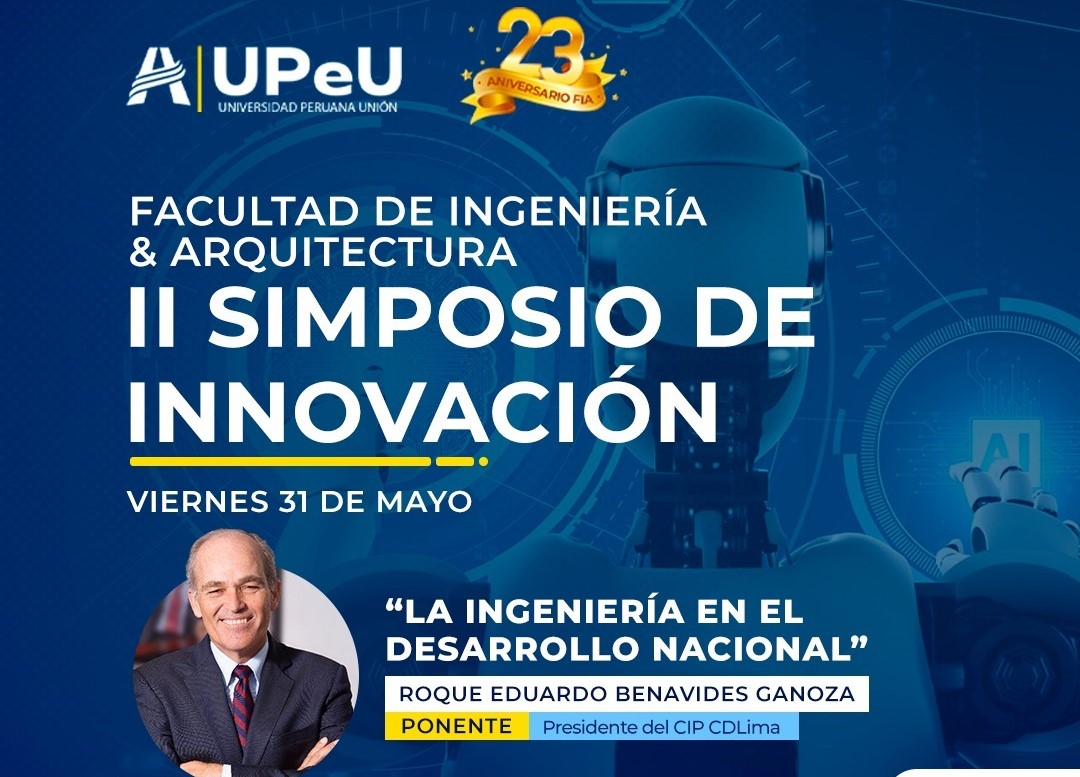 UPeU
UNIVERSIDAD PERUANA UNIÓN
23
ANIVERSARIO FIA
FACULTAD DE INGENIERÍA
& ARQUITECTURA
II SIMPOSIO DE
INNOVACIÓN
VIERNES 31 DE MAYO
AI
“LA INGENIERÍA EN EL
DESARROLLO NACIONAL”
ROQUE EDUARDO BENAVIDES GANOZA
PONENTE Presidente del CIP CDLima